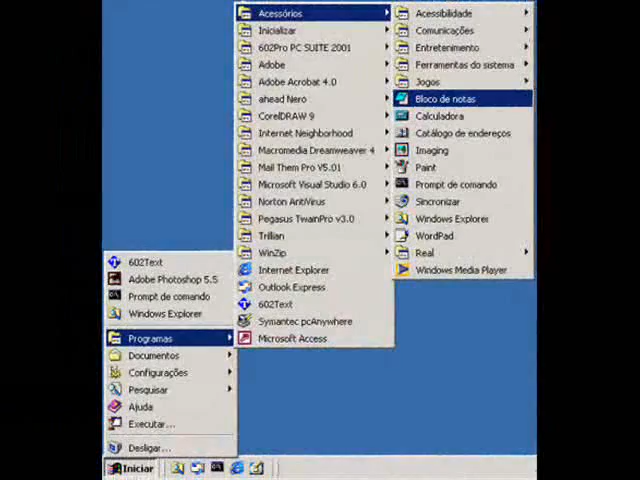 Acessórios
Inicializar
602Pro PC SUITE 2001
Adobe
Adobe Acrobat 4.0
ahead Nero
CorelDRAW 9
Internet Neighborhood
Macromedia Dreamweaver 4
Mail Them Pro V5.01
Microsoft Visual Studio 6.0
Norton AntiVirus
Pegasus TwainPro v3.0
Trillian
WinZip
Internet Explorer
Outlook Express
602Text
Symantec pcAnywhere
Microsoft Access
Acessibilidade
Comunicações
Entretenimento
Ferramentas do sistema
Jogos
Bloco de notas
Calculadora
Catálogo de endereços
Imaging
Paint
Prompt de comando
Sincronizar
Windows Explorer
WordPad
Real
Windows Media Player
602Text
Adobe Photoshop 5.5
Prompt de comando
Windows Explorer
Programas
Documentos
Configurações
Pesquisar
Ajuda
Executar...
Desligar...
Iniciar